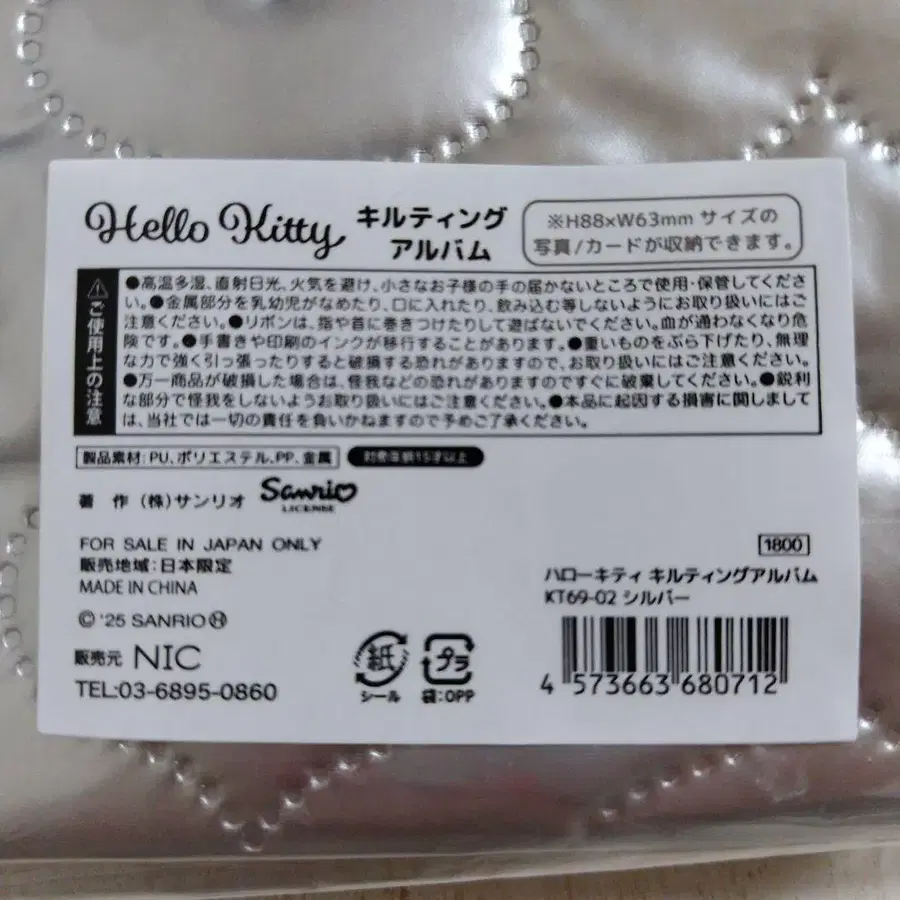 Hello Kitty キルティング
アルバム
※H88×W63mm サイズの
写真/カードが収納できます。
⚠ご使用上の注意
●高温多湿、直射日光、火気を避け、小さなお子様の手の届かないところで使用・保管してくださ
い。●金属部分を乳幼児がなめたり、口に入れたり、飲み込む等しないようにお取り扱いにはご
注意ください。●リボンは、指や首に巻きつけたりして遊ばないでください。血が通わなくなり危
険です。●手書きや印刷のインクが移行することがあります。●重いものをぶら下げたり、無理
な力で強く引っ張ったりすると破損する恐れがありますので、お取り扱いにはご注意ください。
●万一商品が破損した場合は、怪我などの恐れがありますのですぐに破棄してください。●鋭利
な部分で怪我をしないようお取り扱いにはご注意ください。●本品に起因する損害に関しまして
は、当社では一切の責任を負いかねますので予めご了承ください。
製品素材:PU、ポリエステル、PP、金属
対象年齢15才以上
著 作 (株)サンリオ Sanrio
LICENSE
FOR SALE IN JAPAN ONLY
販売地域:日本限定
MADE IN CHINA
© '25 SANRIO Ⓗ
販売元 NIC
TEL:03-6895-0860
紙
シール
プラ
袋:OPP
1800
ハローキティ キルティングアルバム
KT69-02 シルバー
4 573663 680712